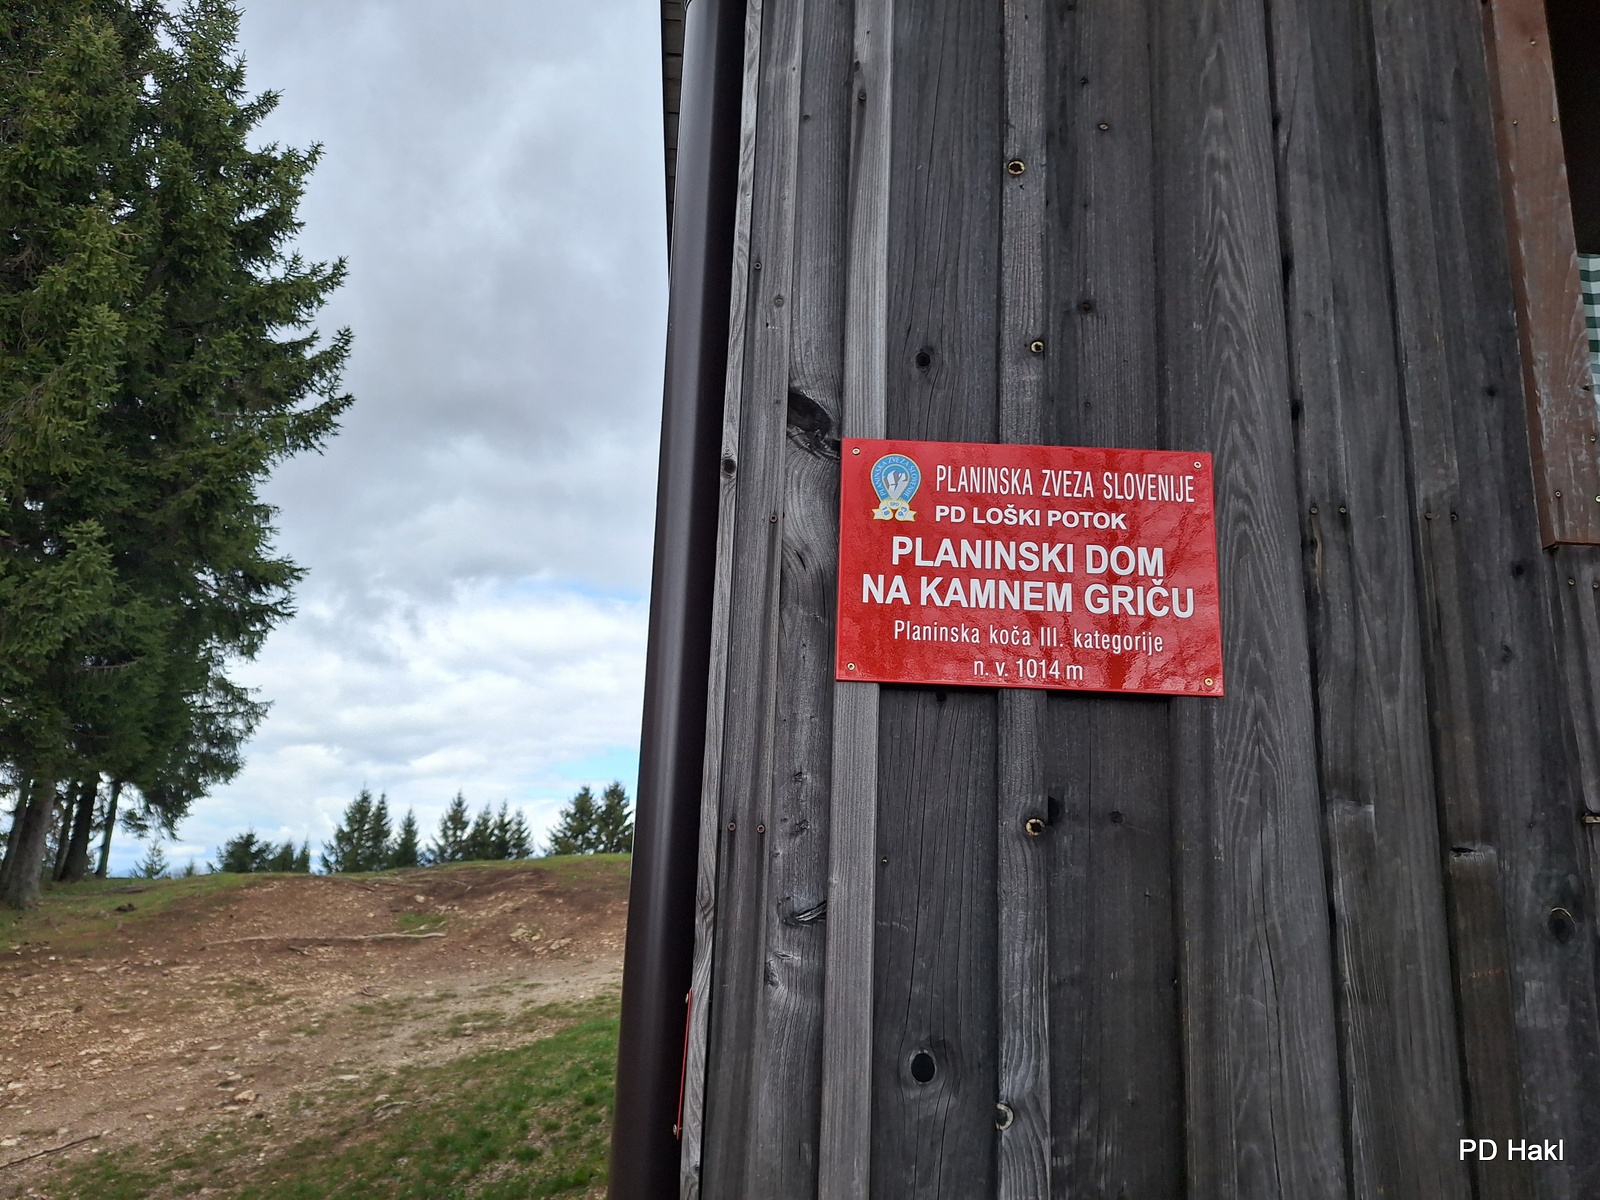 PLANINSKA ZVEZA SLOVENIJE
PD LOŠKI POTOK
PLANINSKI DOM
NA KAMNEM GRIČU
Planinska koča III. kategorije
n. v. 1014 m
PD Hakl